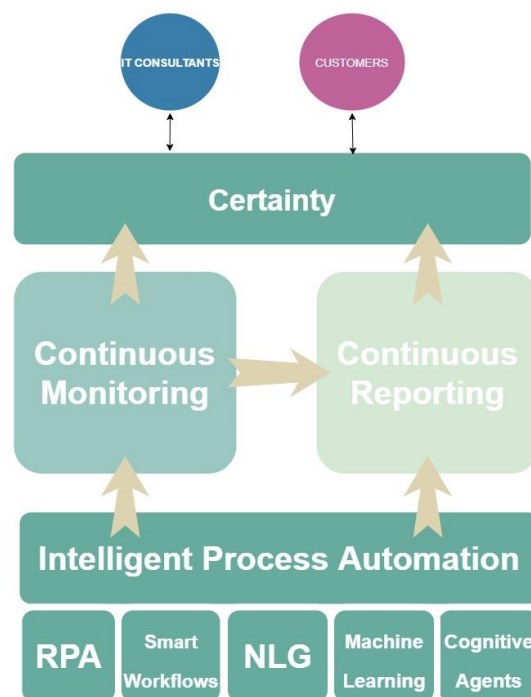 IT CONSULTANTS
CUSTOMERS
Certainty
Continuous
Monitoring
Continuous
Reporting
Intelligent Process Automation
RPA
Smart
Workflows
NLG
Machine
Learning
Cognitive
Agents